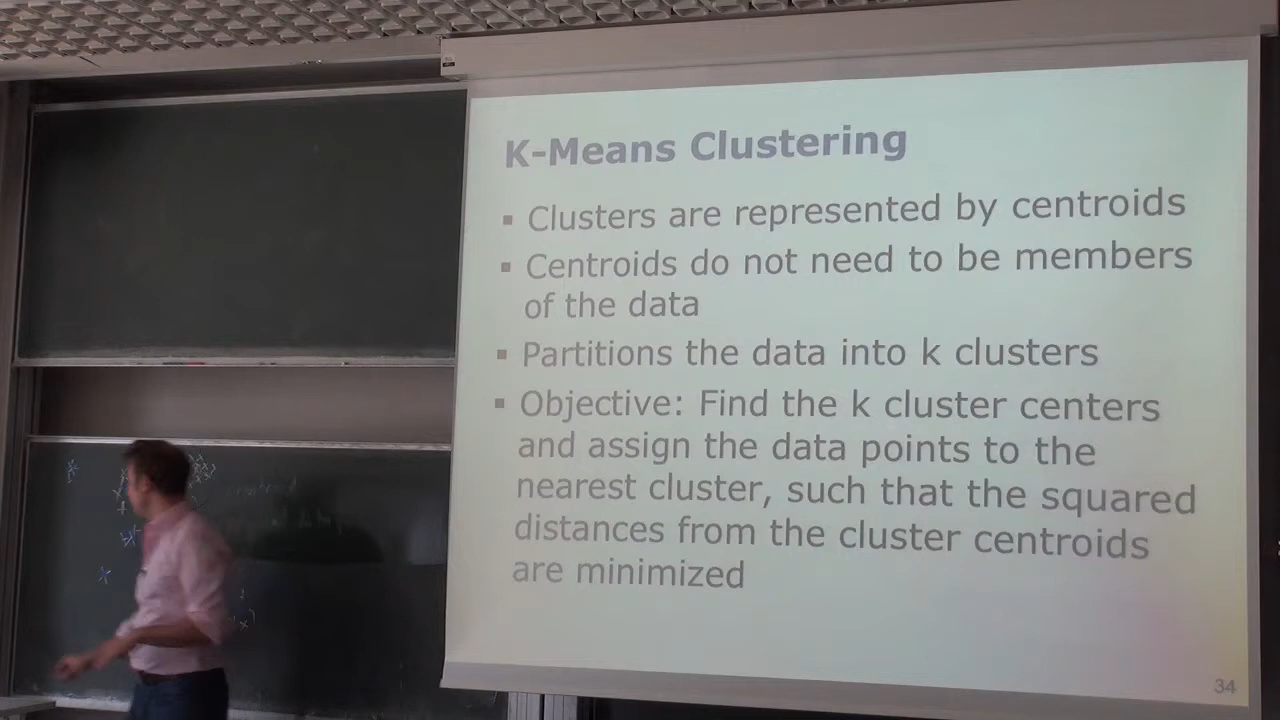 K-Means Clustering
▪ Clusters are represented by centroids
▪ Centroids do not need to be members
of the data
▪ Partitions the data into k clusters
▪ Objective: Find the k cluster centers
and assign the data points to the
nearest cluster, such that the squared
distances from the cluster centroids
are minimized
34